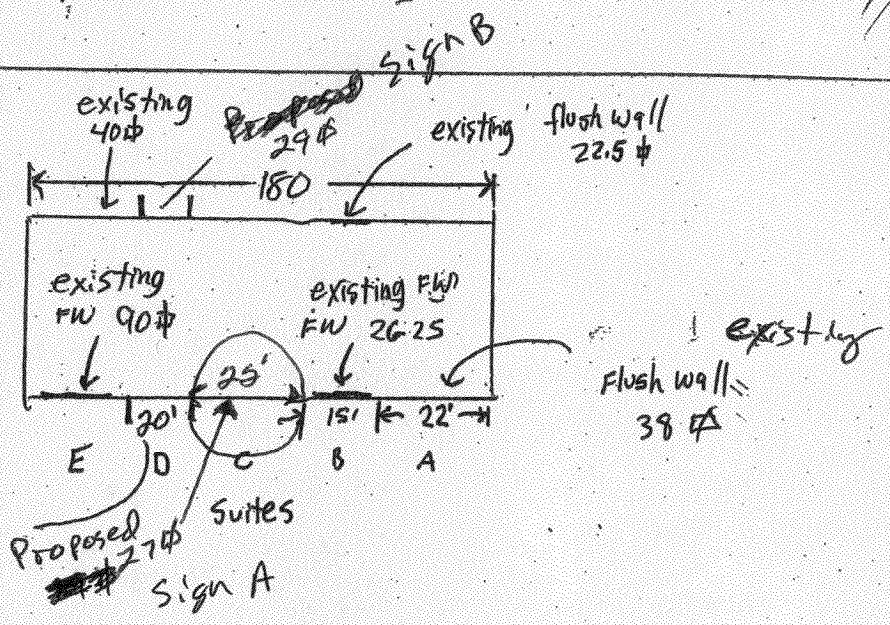 Sign B
existing
40⌷
Proposed
29⌷
existing
flush wall
22.5⌷
180
existing
FW 90⌷
existing FW
FW 26.25
existing
Flush wall
38⌷
25'
20'
15'
22'
E
D
C
B
A
Suites
Proposed
27⌷
Sign A